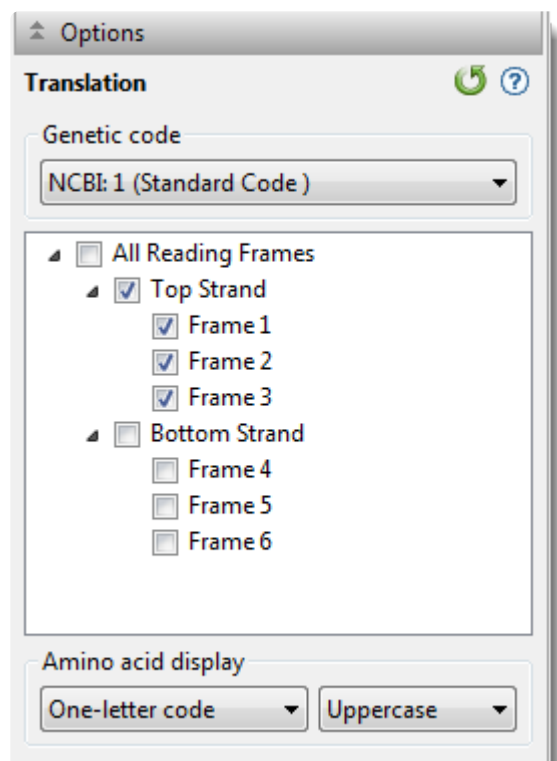 Options
Translation
Genetic code
NCBI: 1 (Standard Code )
All Reading Frames
Top Strand
Frame 1
Frame 2
Frame 3
Bottom Strand
Frame 4
Frame 5
Frame 6
Amino acid display
One-letter code Uppercase